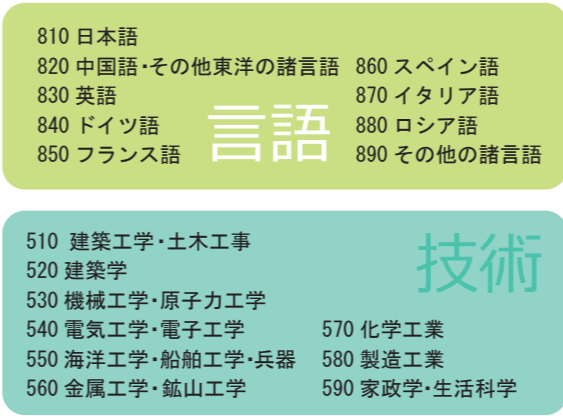 810 日本語
820 中国語・その他東洋の諸言語
830 英語
840 ドイツ語
850 フランス語
860 スペイン語
870 イタリア語
880 ロシア語
890 その他の諸言語
言語
510 建築工学・土木工事
520 建築学
530 機械工学・原子力工学
540 電気工学・電子工学
550 海洋工学・船舶工学・兵器
560 金属工学・鉱山工学
570 化学工業
580 製造工業
590 家政学・生活科学
技術